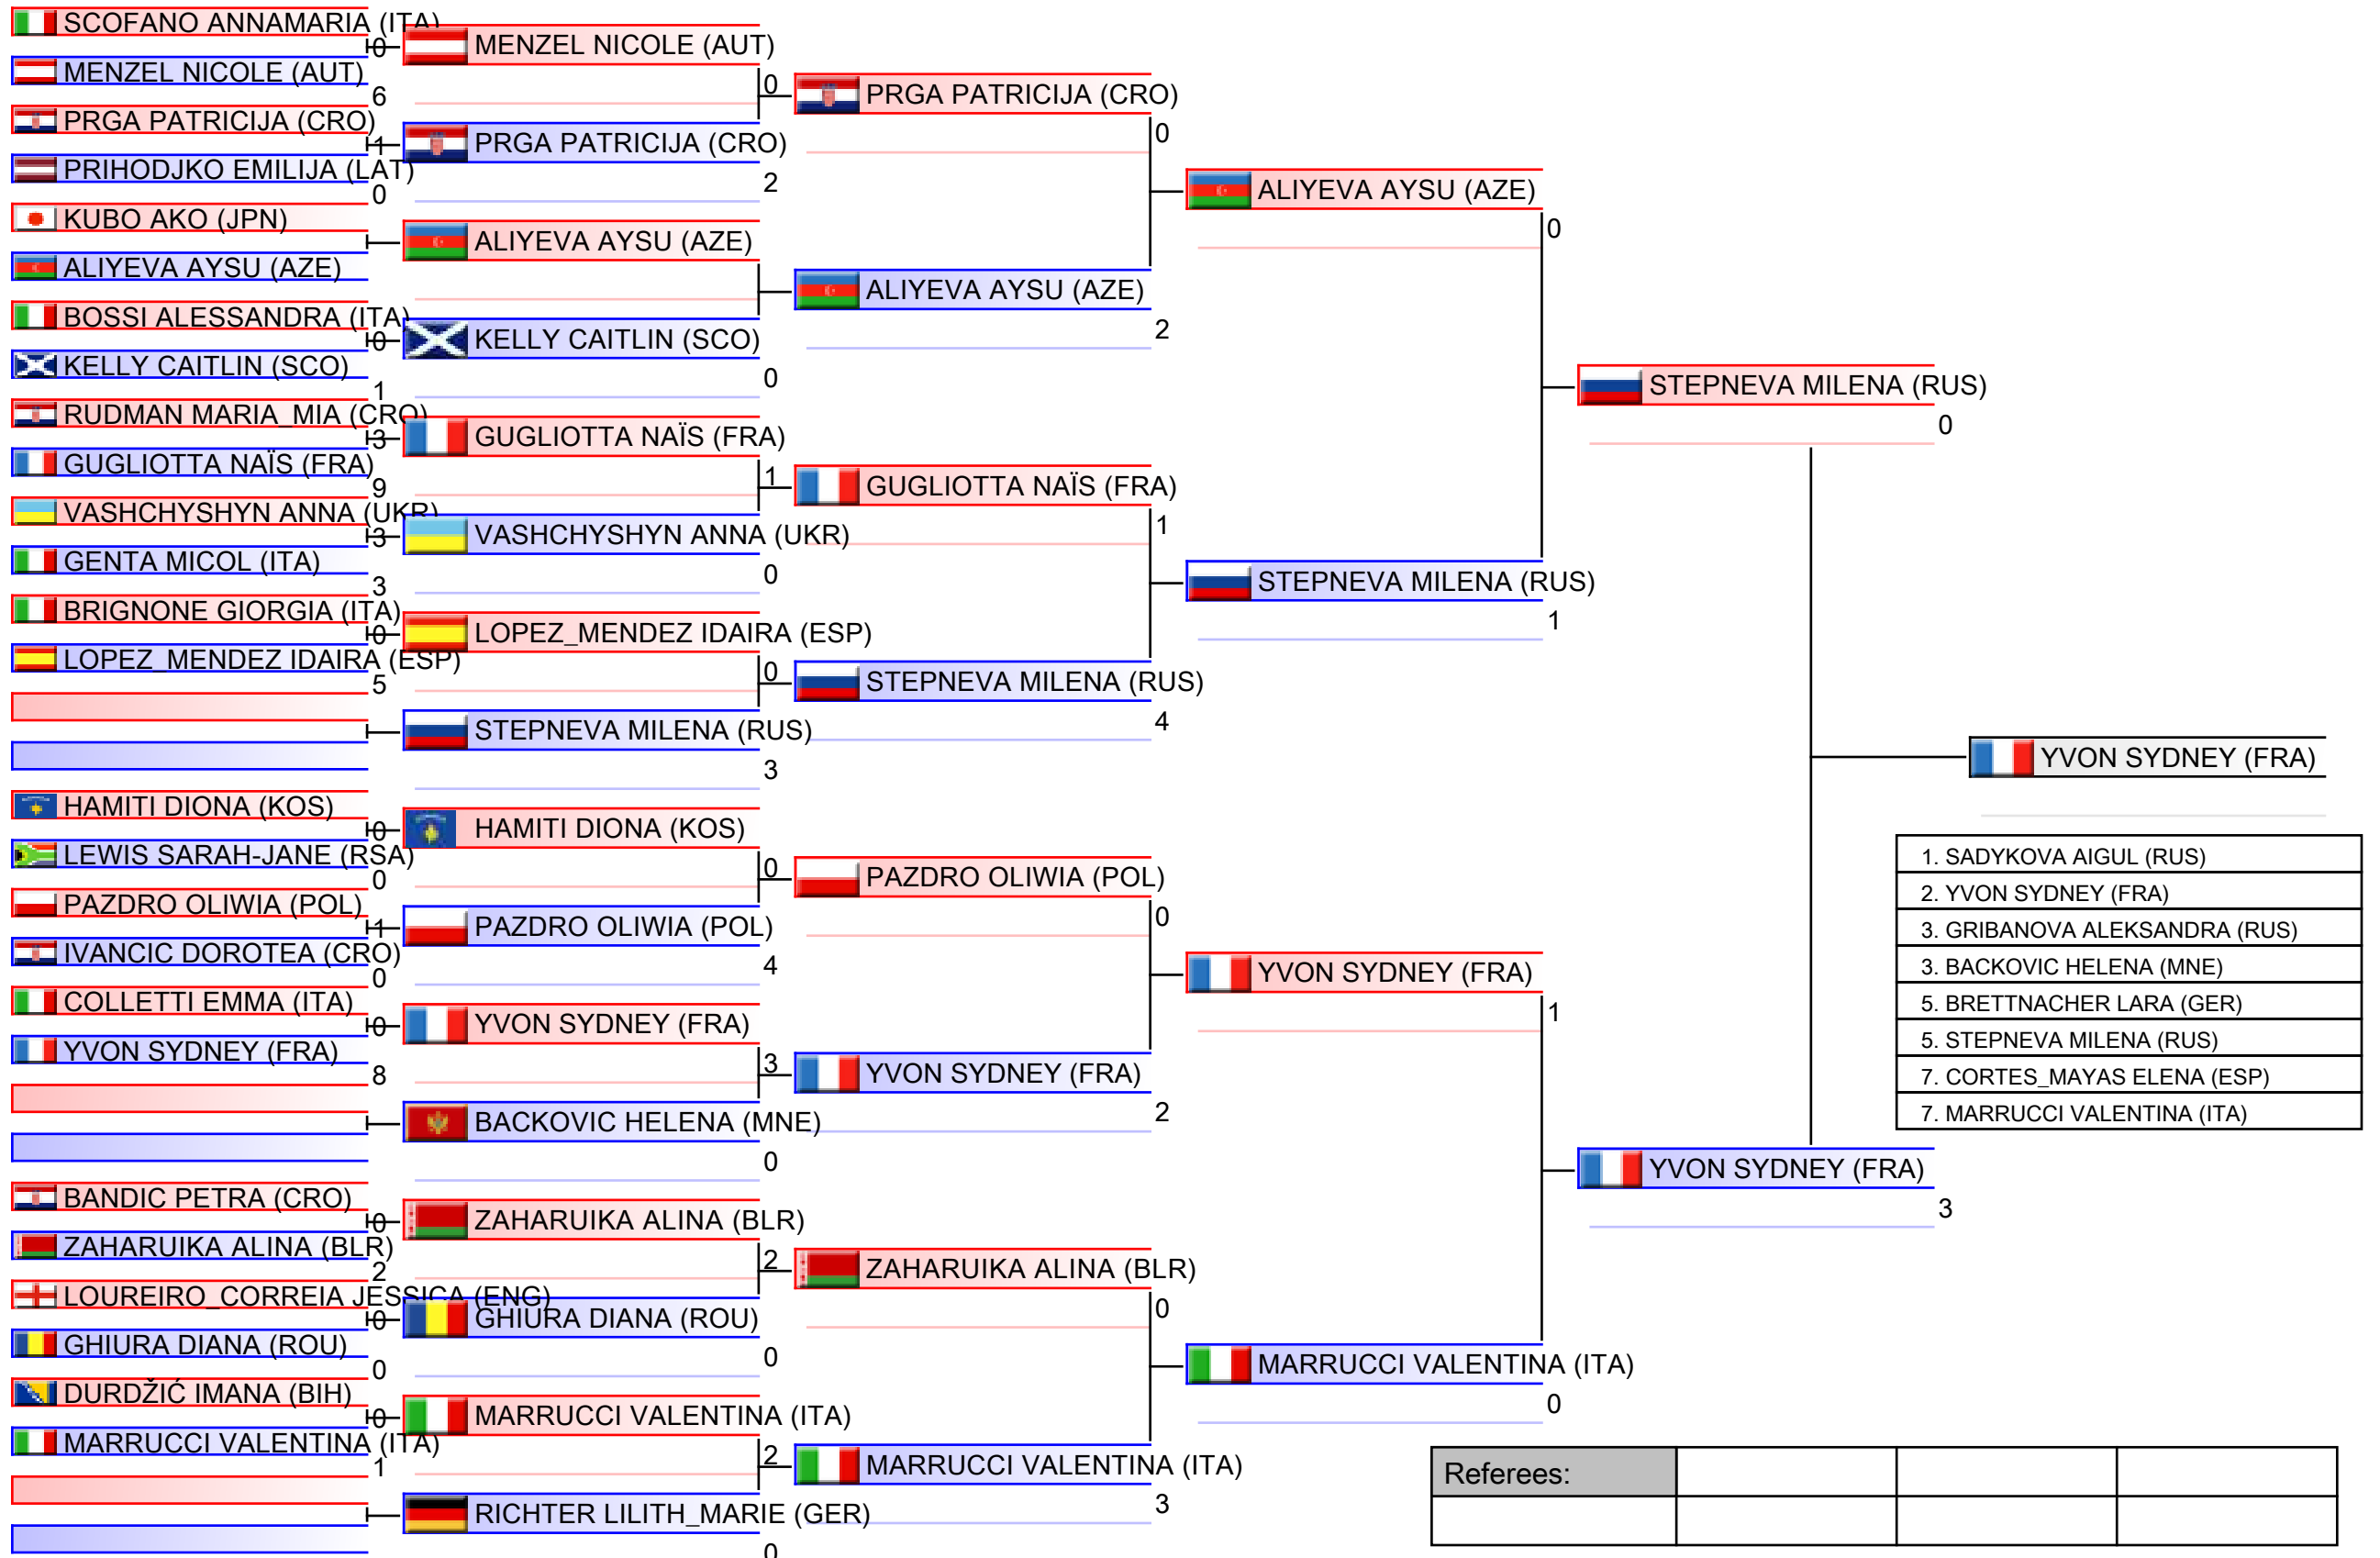 SCOFANO ANNAMARIA (ITA)
0
MENZEL NICOLE (AUT)
6
PRGA PATRICIJA (CRO)
1
PRIHODJKO EMILIJA (LAT)
0
KUBO AKO (JPN)
ALIYEVA AYSU (AZE)
BOSSI ALESSANDRA (ITA)
0
KELLY CAITLIN (SCO)
1
RUDMAN MARIA_MIA (CRO)
3
GUGLIOTTA NAÏS (FRA)
9
VASHCHYSHYN ANNA (UKR)
3
GENTA MICOL (ITA)
3
BRIGNONE GIORGIA (ITA)
0
LOPEZ_MENDEZ IDAIRA (ESP)
5
HAMITI DIONA (KOS)
0
LEWIS SARAH-JANE (RSA)
0
PAZDRO OLIWIA (POL)
1
IVANCIC DOROTEA (CRO)
0
COLLETTI EMMA (ITA)
0
YVON SYDNEY (FRA)
8
BANDIC PETRA (CRO)
0
ZAHARUIKA ALINA (BLR)
2
LOUREIRO_CORREIA JESSICA (ENG)
0
GHIURA DIANA (ROU)
0
DURDŽIĆ IMANA (BIH)
0
MARRUCCI VALENTINA (ITA)
1
MENZEL NICOLE (AUT)
0
PRGA PATRICIJA (CRO)
2
ALIYEVA AYSU (AZE)
KELLY CAITLIN (SCO)
0
GUGLIOTTA NAÏS (FRA)
1
VASHCHYSHYN ANNA (UKR)
0
LOPEZ_MENDEZ IDAIRA (ESP)
0
STEPNEVA MILENA (RUS)
3
HAMITI DIONA (KOS)
0
PAZDRO OLIWIA (POL)
4
YVON SYDNEY (FRA)
3
BACKOVIC HELENA (MNE)
0
ZAHARUIKA ALINA (BLR)
2
GHIURA DIANA (ROU)
0
MARRUCCI VALENTINA (ITA)
2
RICHTER LILITH_MARIE (GER)
0
PRGA PATRICIJA (CRO)
0
ALIYEVA AYSU (AZE)
2
GUGLIOTTA NAÏS (FRA)
1
STEPNEVA MILENA (RUS)
4
PAZDRO OLIWIA (POL)
0
YVON SYDNEY (FRA)
2
ZAHARUIKA ALINA (BLR)
0
MARRUCCI VALENTINA (ITA)
3
ALIYEVA AYSU (AZE)
0
STEPNEVA MILENA (RUS)
1
YVON SYDNEY (FRA)
1
MARRUCCI VALENTINA (ITA)
0
STEPNEVA MILENA (RUS)
0
YVON SYDNEY (FRA)
3
YVON SYDNEY (FRA)
1. SADYKOVA AIGUL (RUS)
2. YVON SYDNEY (FRA)
3. GRIBANOVA ALEKSANDRA (RUS)
3. BACKOVIC HELENA (MNE)
5. BRETTNACHER LARA (GER)
5. STEPNEVA MILENA (RUS)
7. CORTES_MAYAS ELENA (ESP)
7. MARRUCCI VALENTINA (ITA)
Referees: